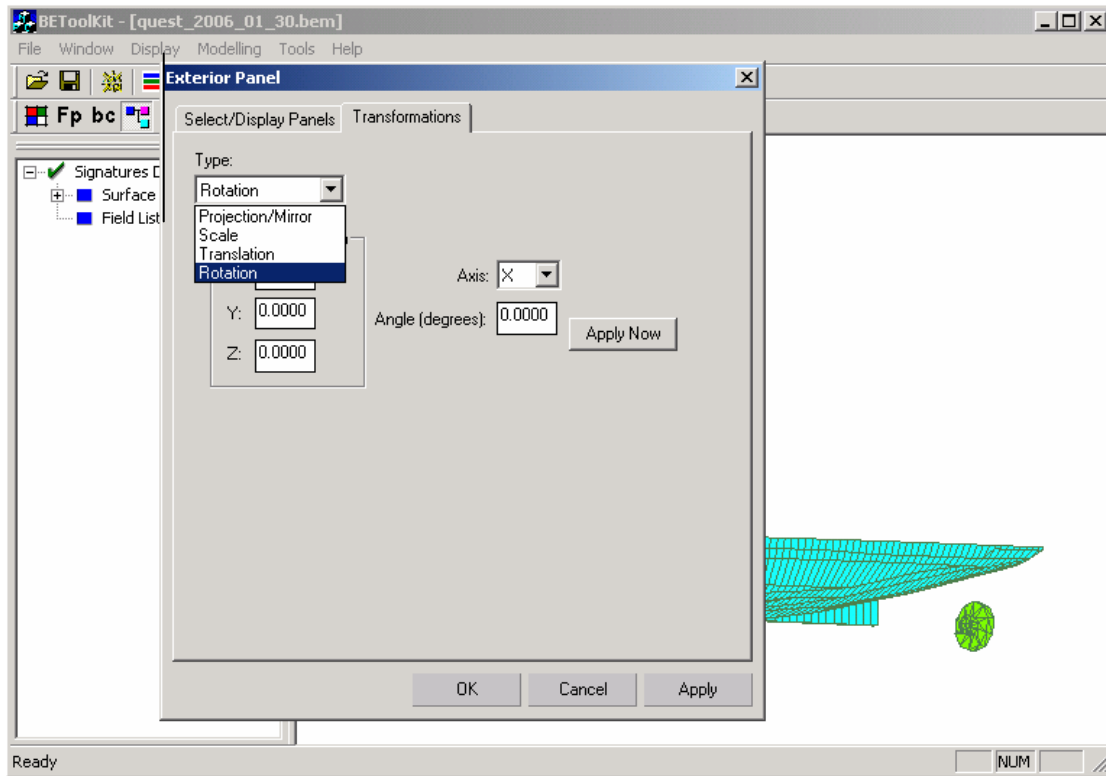 BEToolKit - [quest_2006_01_30.bem]
File Window Display Modelling Tools Help
Exterior Panel
Fp bc
Select/Display Panels Transformations
Type:
Rotation
Projection/Mirror
Scale
Translation
Rotation
Signatures D
Surface
Field List
Axis: X
Y: 0.0000
Angle (degrees): 0.0000
Apply Now
Z: 0.0000
OK Cancel Apply
Ready NUM